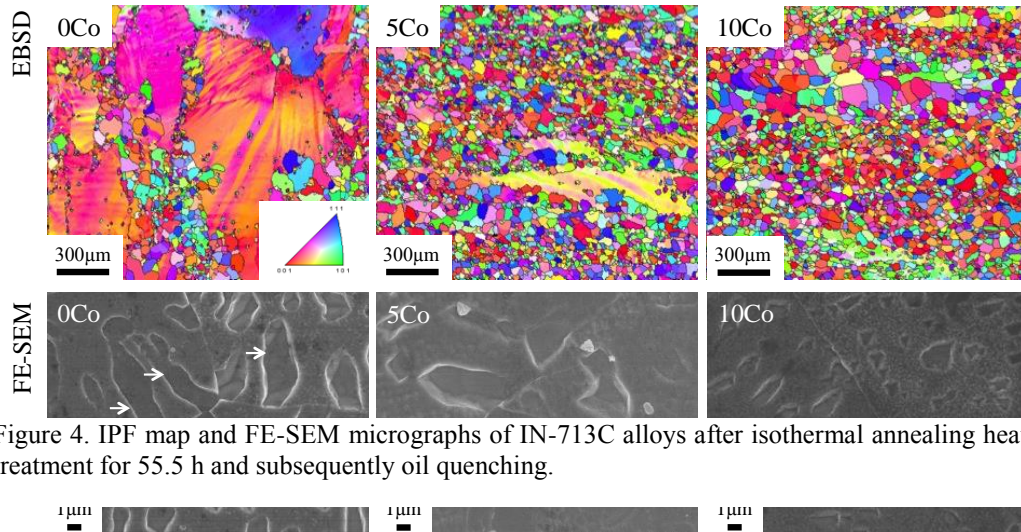 EBSD
0Co
5Co
10Co
111
001
101
300μm
300μm
300μm
FE-SEM
0Co
5Co
10Co
Figure 4. IPF map and FE-SEM micrographs of IN-713C alloys after isothermal annealing hea
treatment for 55.5 h and subsequently oil quenching.
1μm
1μm
1μm